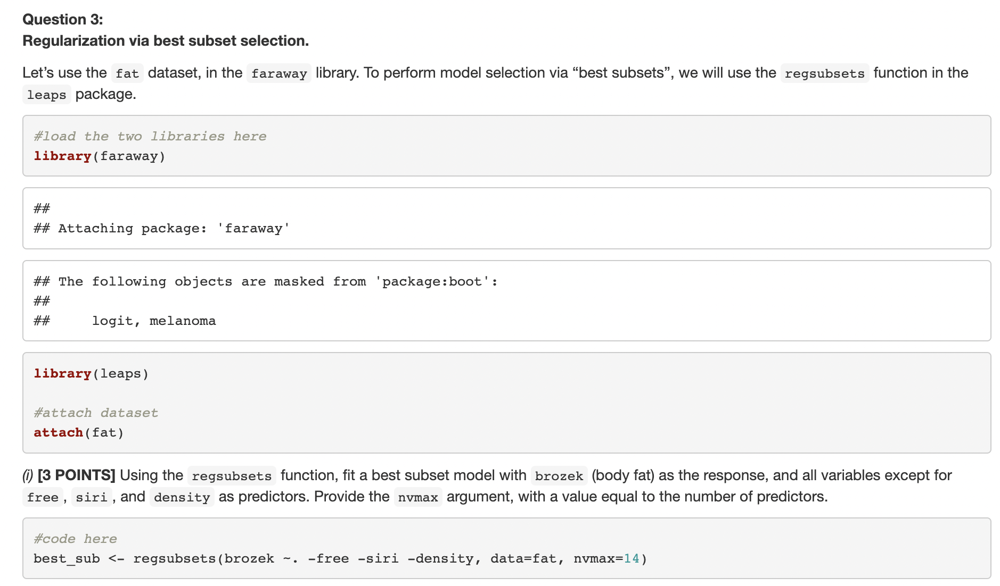 Question 3:
Regularization via best subset selection.
Let’s use the fat dataset, in the faraway library. To perform model selection via “best subsets”, we will use the regsubsets function in the
leaps package.
#load the two libraries here
library(faraway)
##
## Attaching package: 'faraway'
## The following objects are masked from 'package:boot':
##
##     logit, melanoma
library(leaps)
#attach dataset
attach(fat)
(i) [3 POINTS] Using the regsubsets function, fit a best subset model with brozek (body fat) as the response, and all variables except for
free, siri, and density as predictors. Provide the nvmax argument, with a value equal to the number of predictors.
#code here
best_sub <- regsubsets(brozek ~. -free -siri -density, data=fat, nvmax=14)